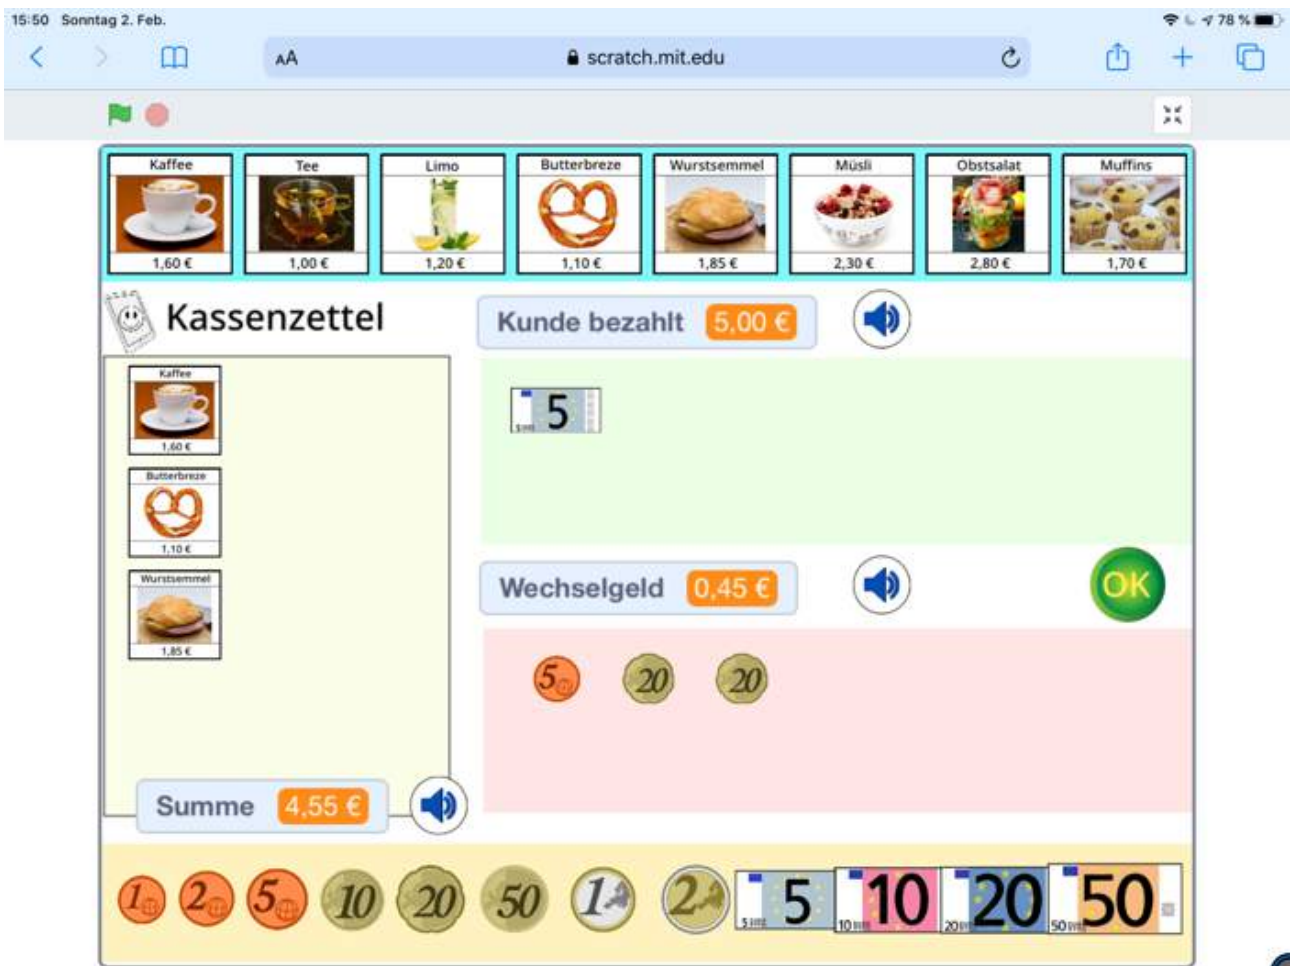 15:50 Sonntag 2. Feb.
78 %
AA
scratch.mit.edu
Kaffee
1,60 €
Tee
1,00 €
Limo
1,20 €
Butterbreze
1,10 €
Wurstsemmel
1,85 €
Müsli
2,30 €
Obstsalat
2,80 €
Muffins
1,70 €
Kassenzettel
Kaffee
1,60 €
Butterbreze
1,10 €
Wurstsemmel
1,85 €
Summe 4,55 €
Kunde bezahlt 5,00 €
5
Wechselgeld 0,45 €
OK
5 20 20
1 2 5 10 20 50 1 2 5 10 20 50